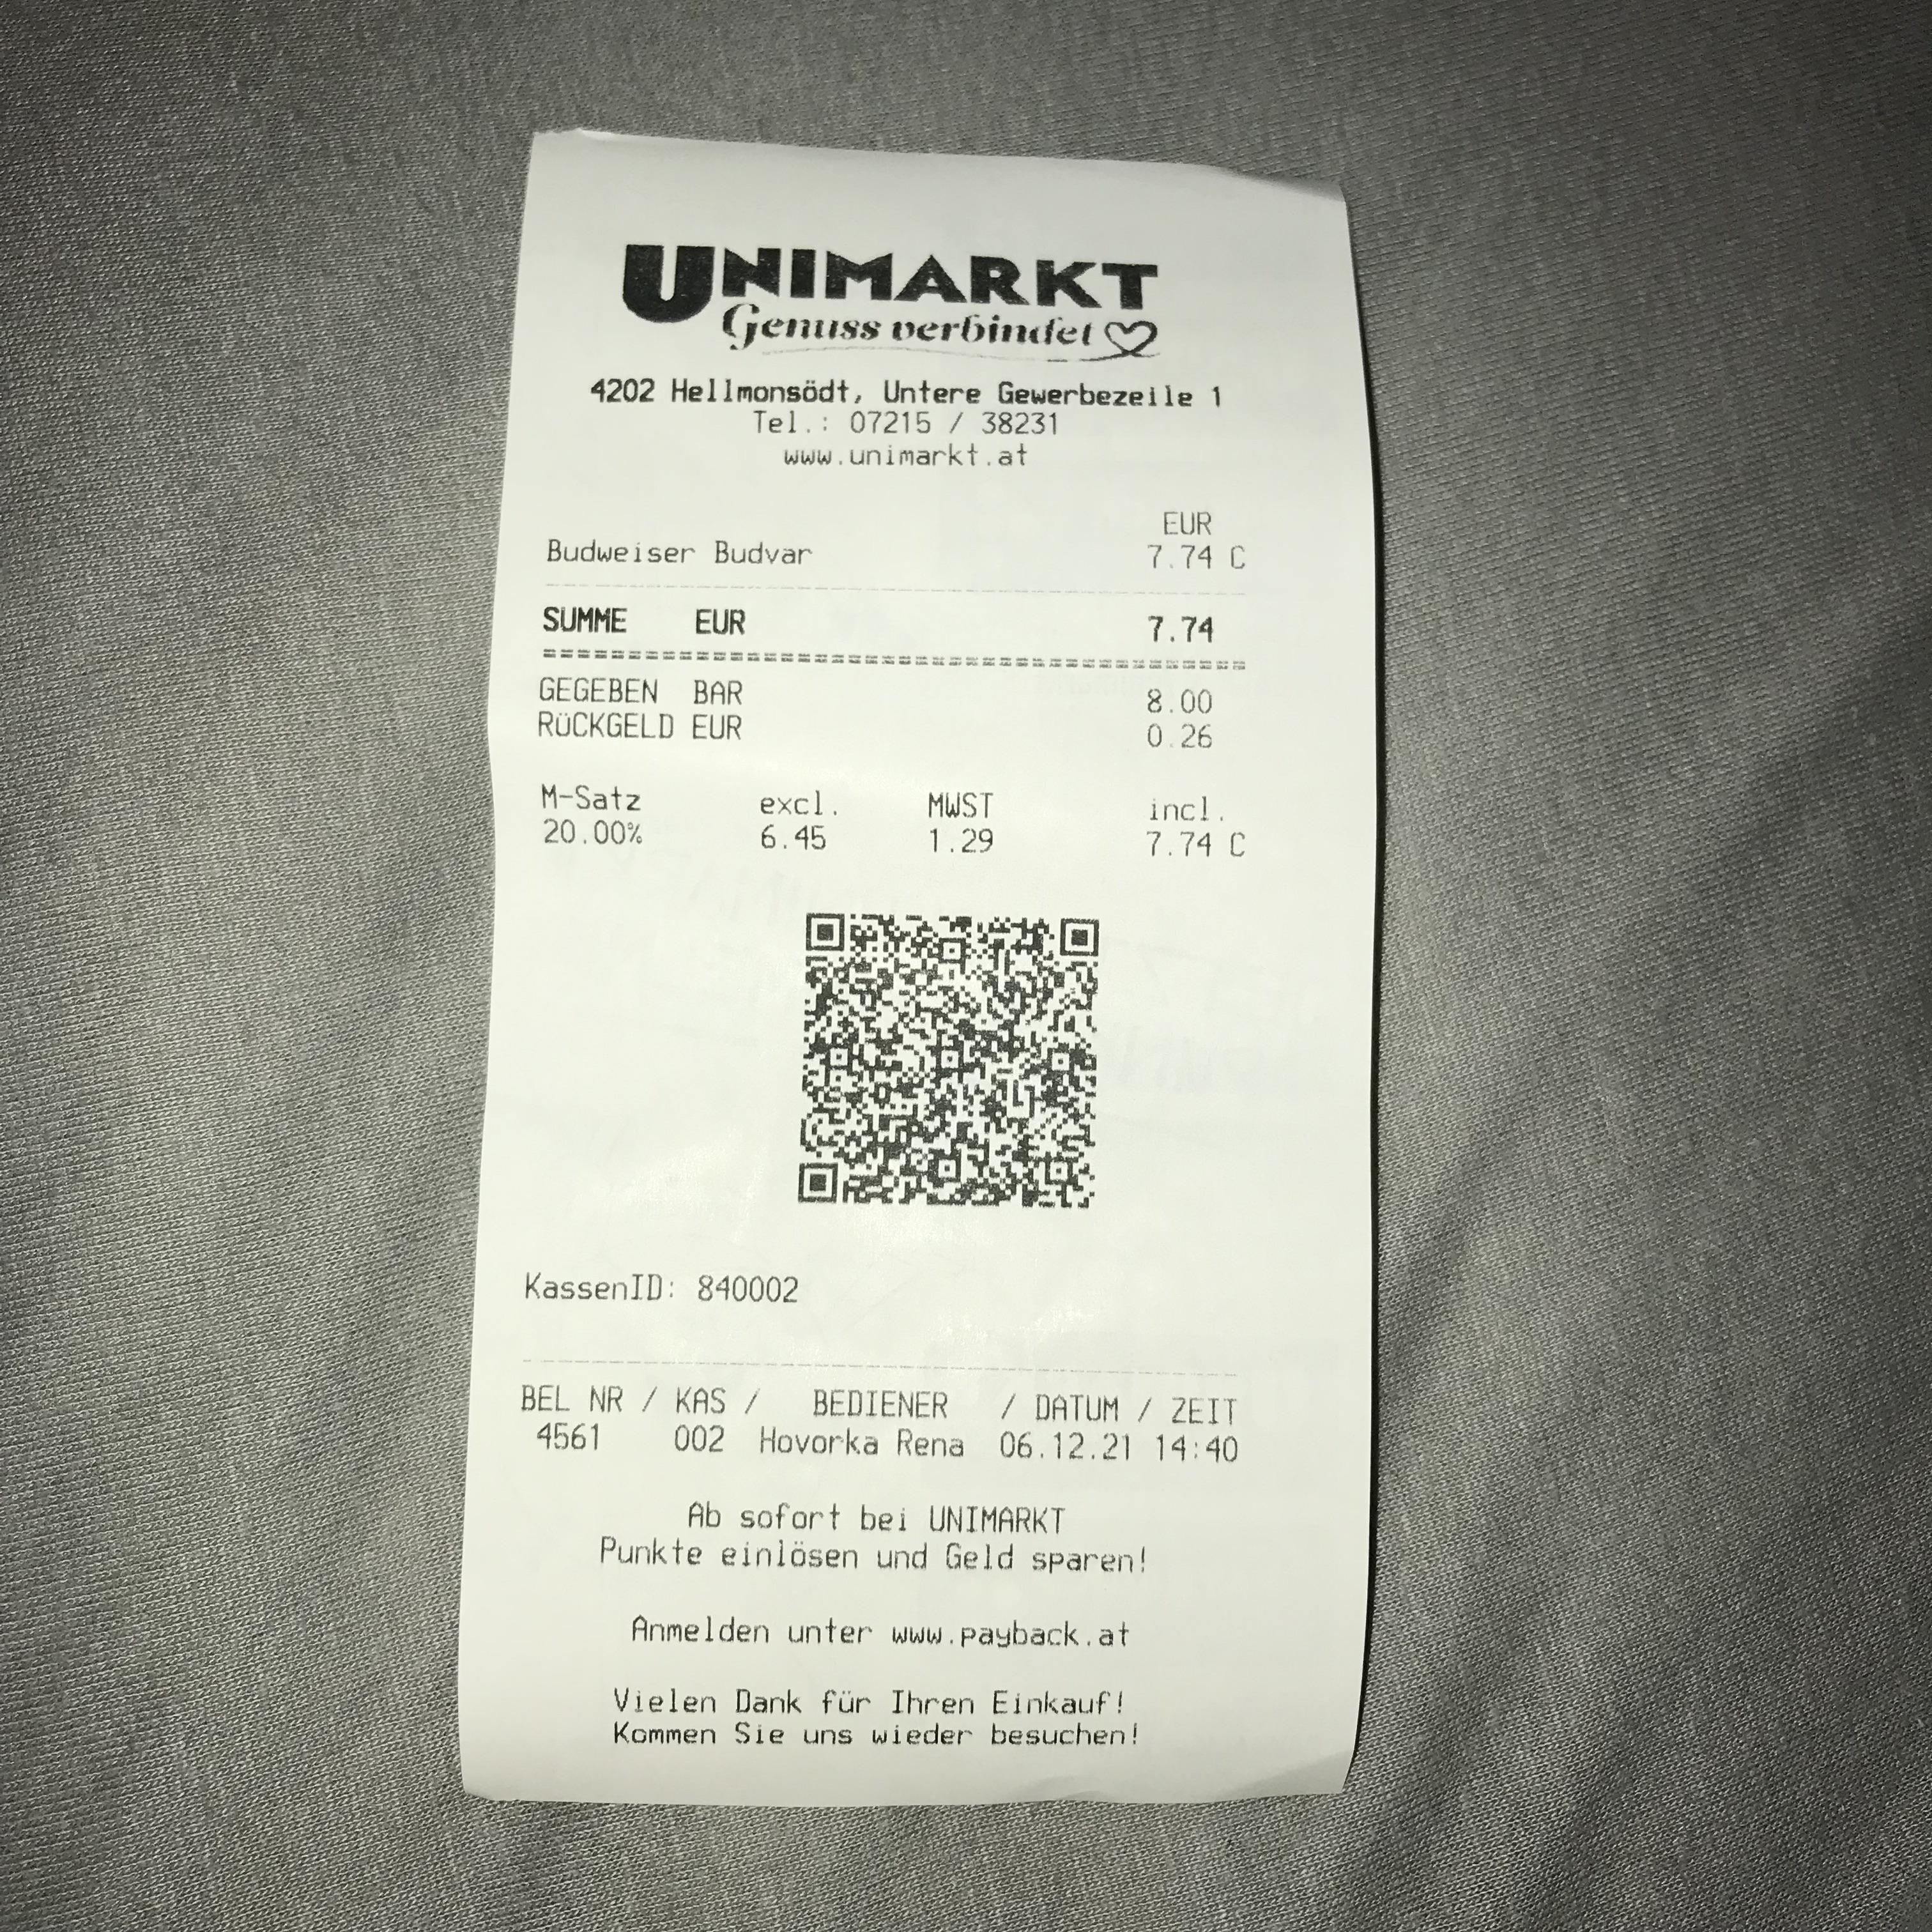 UNIMARKT
Genuss verbindet
4202 Hellmonsödt, Untere Gewerbezeile 1
Tel.: 07215 / 38231
www.unimarkt.at
EUR
Budweiser Budvar 7.74 C
SUMME EUR 7.74
GEGEBEN BAR 8.00
RÜCKGELD EUR 0.26
M-Satz excl. MWST incl.
20.00% 6.45 1.29 7.74 C
KassenID: 840002
BEL NR / KAS / BEDIENER / DATUM / ZEIT
4561 002 Hovorka Rena 06.12.21 14:40
Ab sofort bei UNIMARKT
Punkte einlösen und Geld sparen!
Anmelden unter www.payback.at
Vielen Dank für Ihren Einkauf!
Kommen Sie uns wieder besuchen!